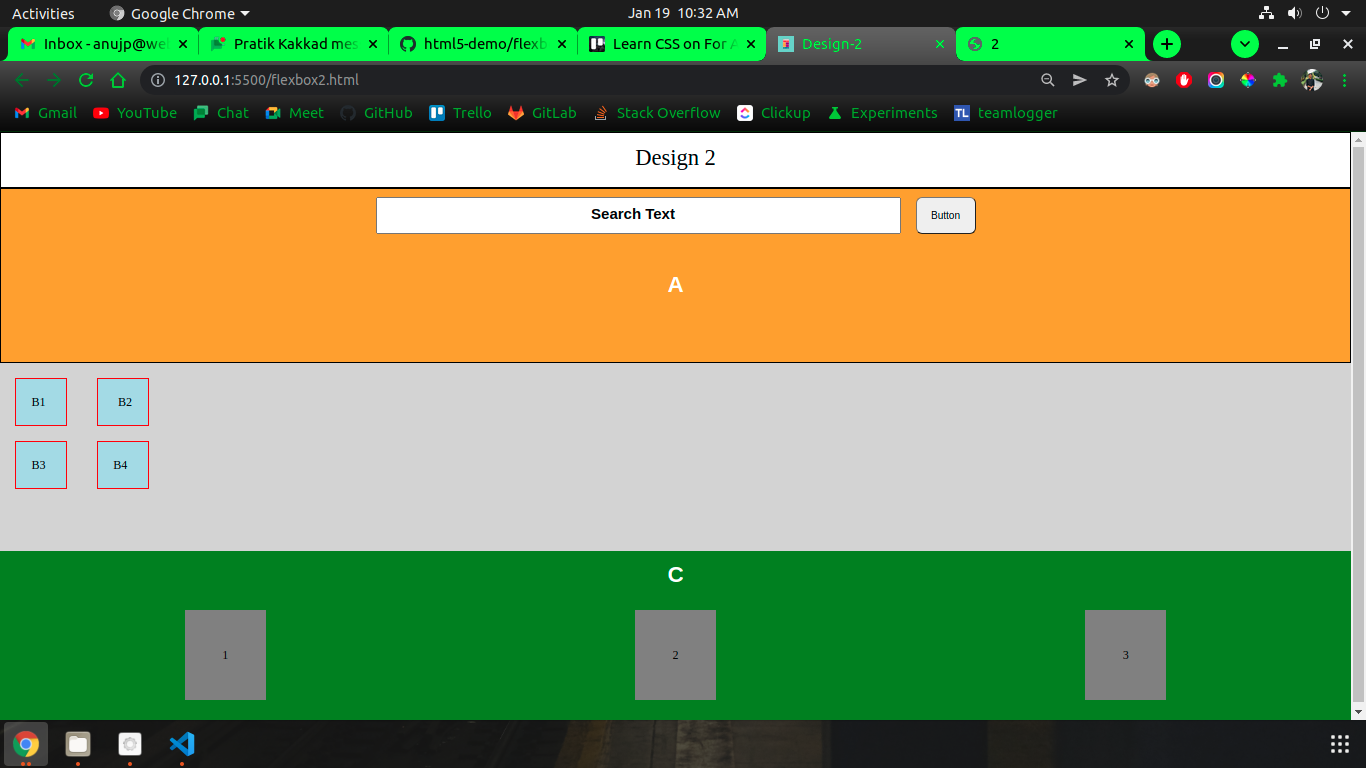 Activities Google Chrome Jan 19 10:32 AM
Inbox - anujp@wel Pratik Kakkad mes html5-demo/flexb Learn CSS on For A Design-2 2
127.0.0.1:5500/flexbox2.html
Gmail YouTube Chat Meet GitHub Trello GitLab Stack Overflow Clickup Experiments TL teamlogger
Design 2
Search Text Button
A
B1 B2
B3 B4
C
1 2 3